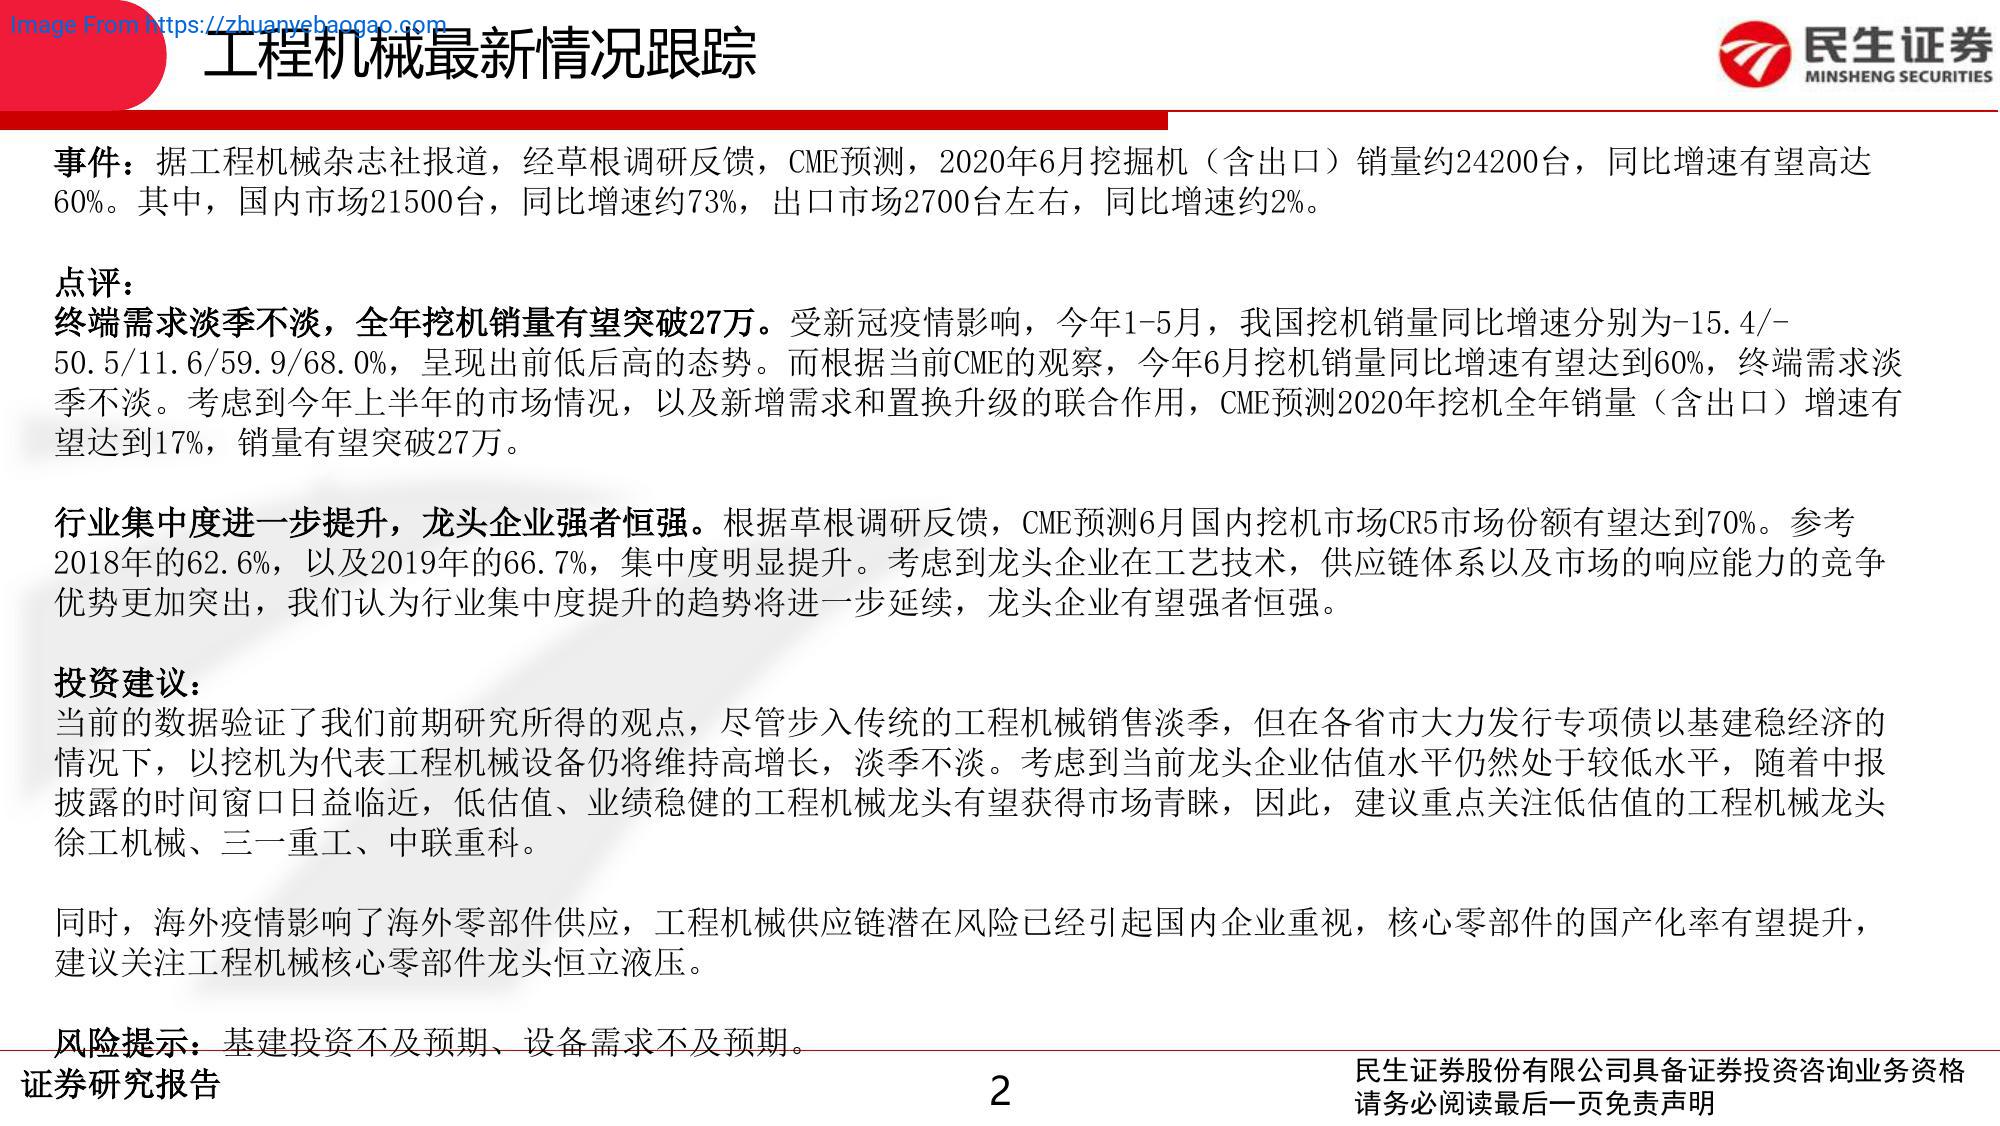 Image From https://zhuanyebaogao.com
工程机械最新情况跟踪
民生证券
MINSHENG SECURITIES
事件：据工程机械杂志社报道，经草根调研反馈，CME预测，2020年6月挖掘机（含出口）销量约24200台，同比增速有望高达
60%。其中，国内市场21500台，同比增速约73%，出口市场2700台左右，同比增速约2%。
点评：
终端需求淡季不淡，全年挖机销量有望突破27万。受新冠疫情影响，今年1-5月，我国挖机销量同比增速分别为-15.4/-
50.5/11.6/59.9/68.0%，呈现出前低后高的态势。而根据当前CME的观察，今年6月挖机销量同比增速有望达到60%，终端需求淡
季不淡。考虑到今年上半年的市场情况，以及新增需求和置换升级的联合作用，CME预测2020年挖机全年销量（含出口）增速有
望达到17%，销量有望突破27万。
行业集中度进一步提升，龙头企业强者恒强。根据草根调研反馈，CME预测6月国内挖机市场CR5市场份额有望达到70%。参考
2018年的62.6%，以及2019年的66.7%，集中度明显提升。考虑到龙头企业在工艺技术，供应链体系以及市场的响应能力的竞争
优势更加突出，我们认为行业集中度提升的趋势将进一步延续，龙头企业有望强者恒强。
投资建议：
当前的数据验证了我们前期研究所得的观点，尽管步入传统的工程机械销售淡季，但在各省市大力发行专项债以基建稳经济的
情况下，以挖机为代表工程机械设备仍将维持高增长，淡季不淡。考虑到当前龙头企业估值水平仍然处于较低水平，随着中报
披露的时间窗口日益临近，低估值、业绩稳健的工程机械龙头有望获得市场青睐，因此，建议重点关注低估值的工程机械龙头
徐工机械、三一重工、中联重科。
同时，海外疫情影响了海外零部件供应，工程机械供应链潜在风险已经引起国内企业重视，核心零部件的国产化率有望提升，
建议关注工程机械核心零部件龙头恒立液压。
风险提示：基建投资不及预期、设备需求不及预期。
证券研究报告
2
民生证券股份有限公司具备证券投资咨询业务资格
请务必阅读最后一页免责声明